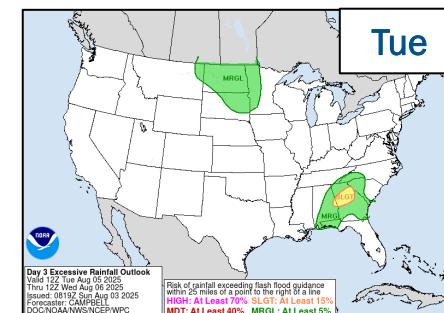 Tue
MRGL
SLGT
MRGL
NOAA
Day 3 Excessive Rainfall Outlook
Valid 12Z Tue Aug 05 2025
Thru 12Z Wed Aug 06 2025
Issued: 0819Z Sun Aug 03 2025
Forecaster: CAMPBELL
DOC/NOAA/NWS/NCEP/WPC
Risk of rainfall exceeding flash flood guidance
within 25 miles of a point to the right of a line
HIGH: At Least 70% SLGT: At Least 15%
MDT: At Least 40% MRGL: At Least 5%